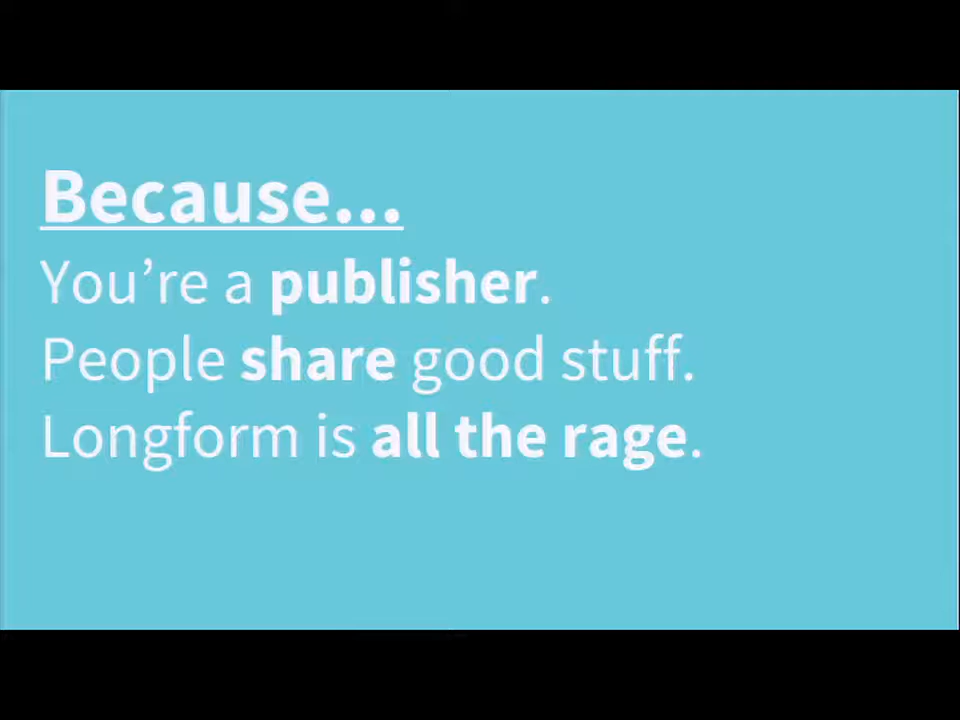 Because...
You’re a publisher.
People share good stuff.
Longform is all the rage.